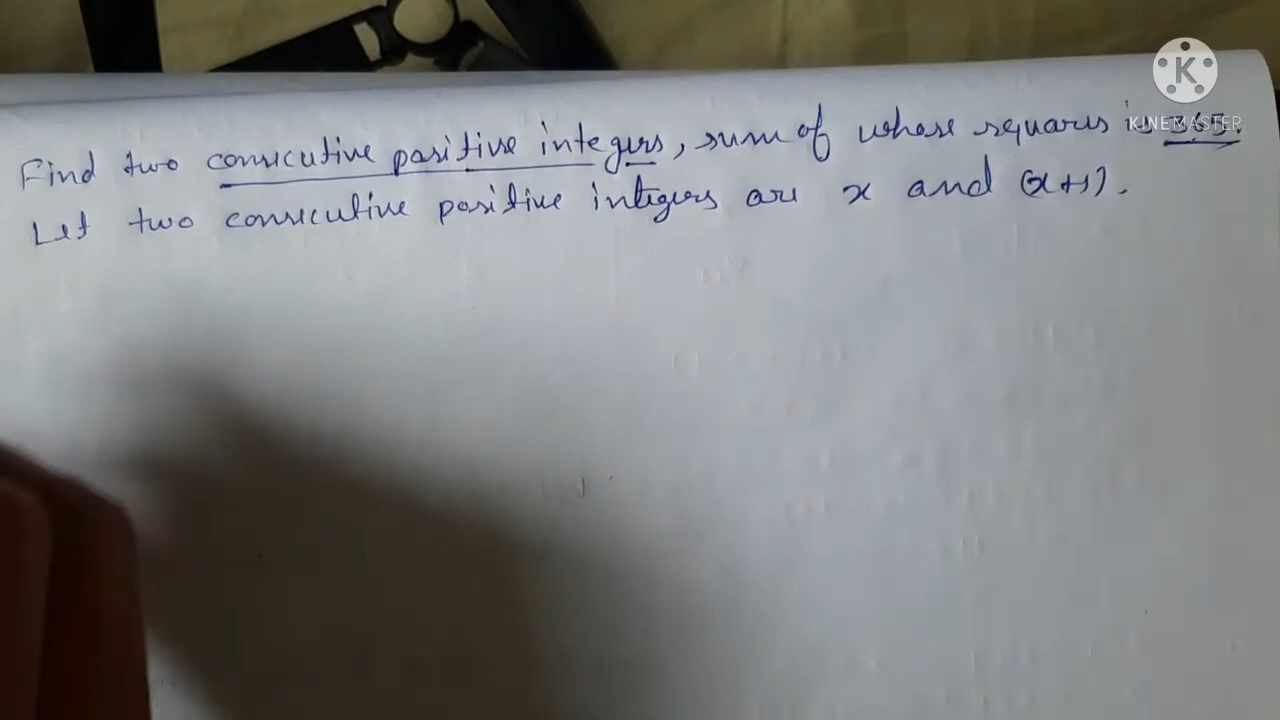 Find two consecutive positive integers, sum of whose squares is 365.
Let two consecutive positive integers are x and (x+1).
K
KINEMASTER